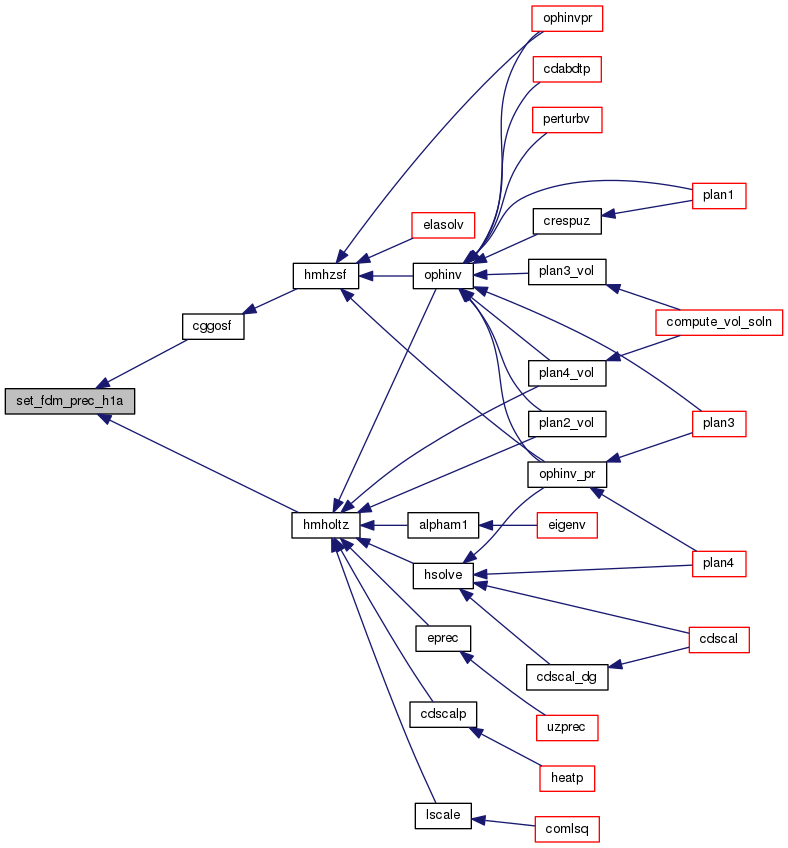 ophinvpr
cdabdtp
perturbv
plan1
elasolv
crespuz
hmhzsf
ophinv
plan3_vol
cggosf
compute_vol_soln
plan4_vol
set_fdm_prec_h1a
plan2_vol
plan3
ophinv_pr
hmholtz
alpham1
eigenv
plan4
hsolve
eprec
cdscal
cdscal_dg
cdscalp
uzprec
heatp
lscale
comlsq